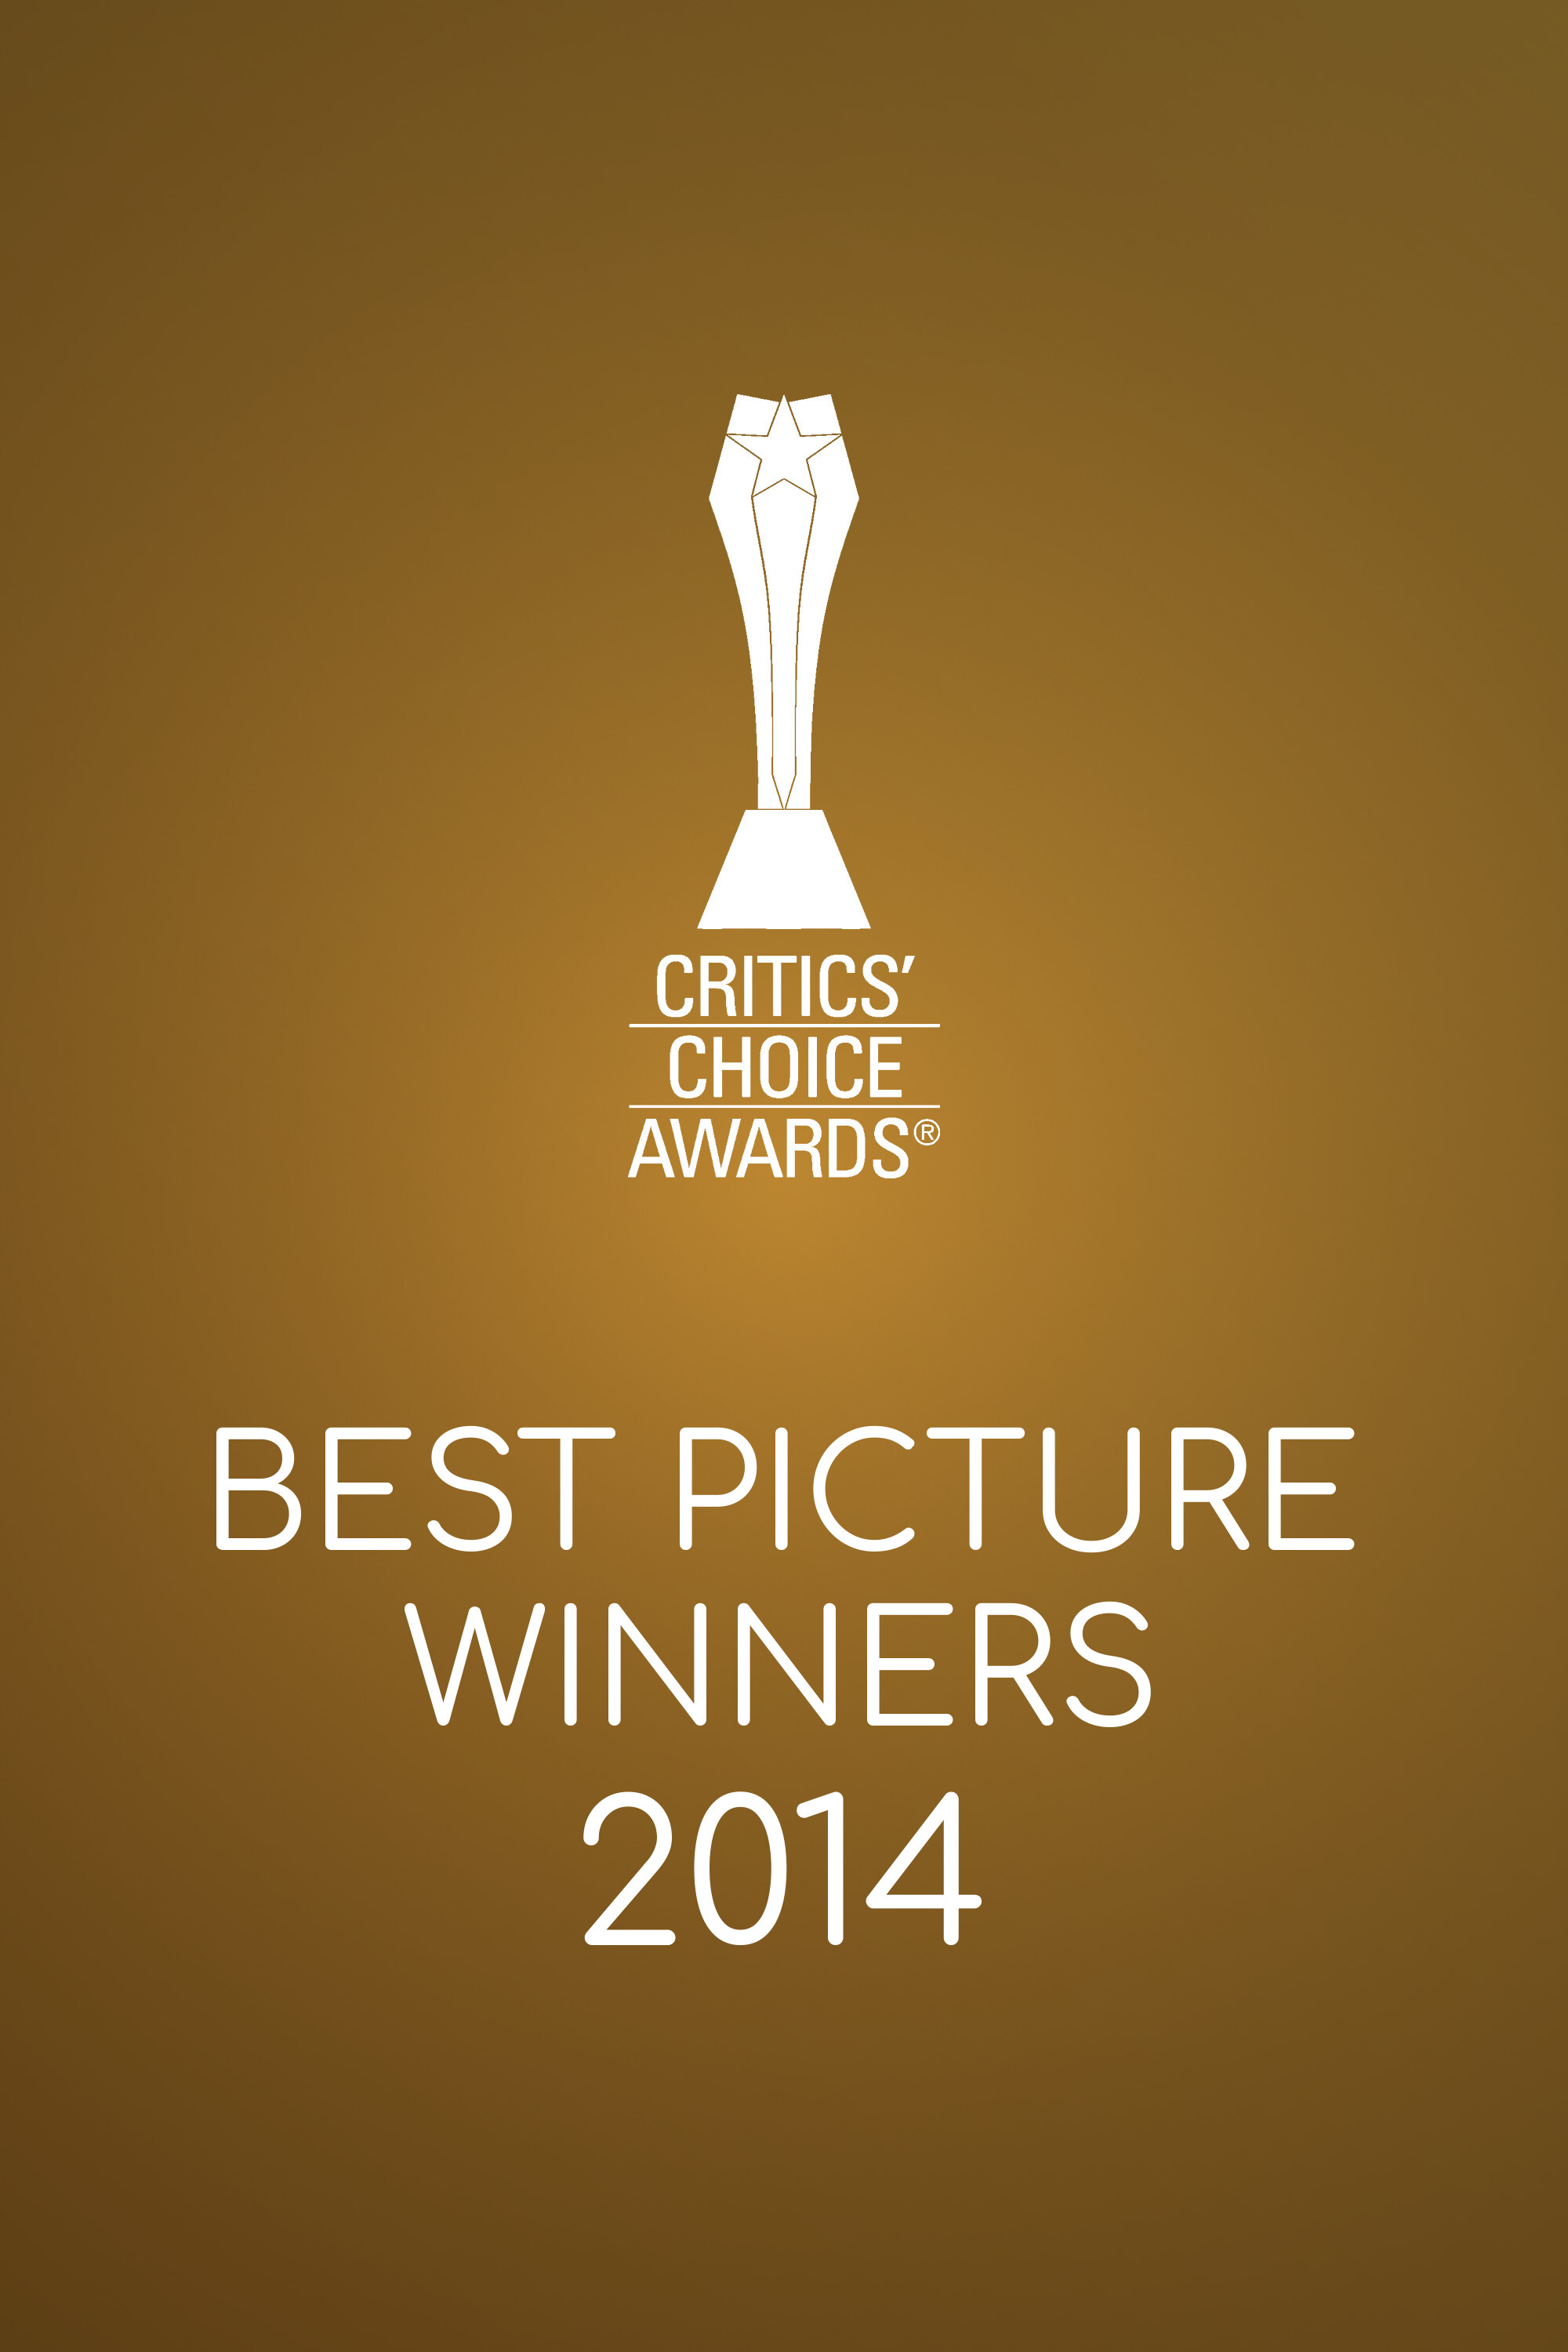 CRITICS'
CHOICE
AWARDS®
BEST PICTURE
WINNERS
2014